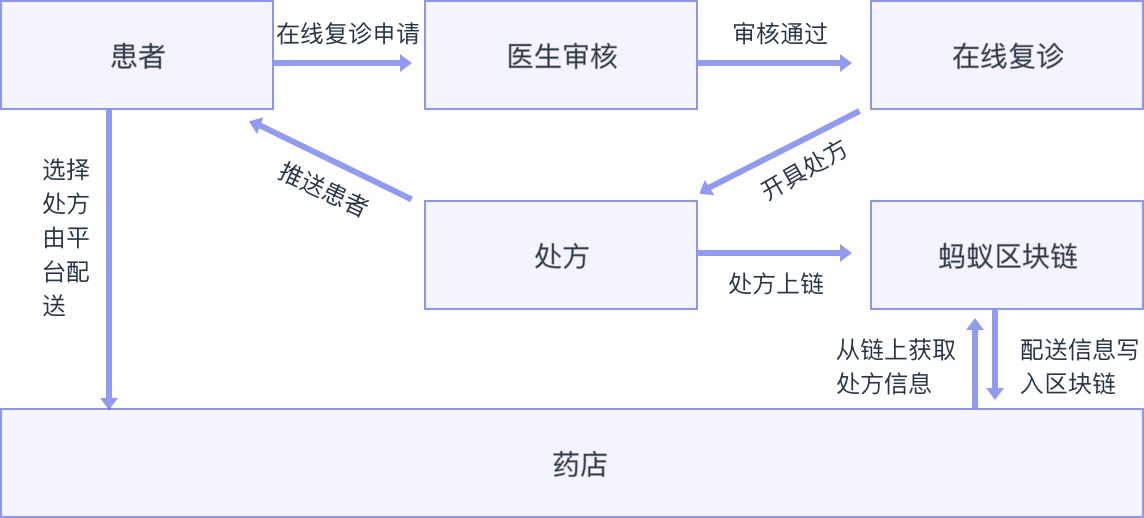 患者
在线复诊申请
医生审核
审核通过
在线复诊
开具处方
推送患者
选择
处方
由平
台配
送
处方
处方上链
蚂蚁区块链
从链上获取
处方信息
配送信息写
入区块链
药店